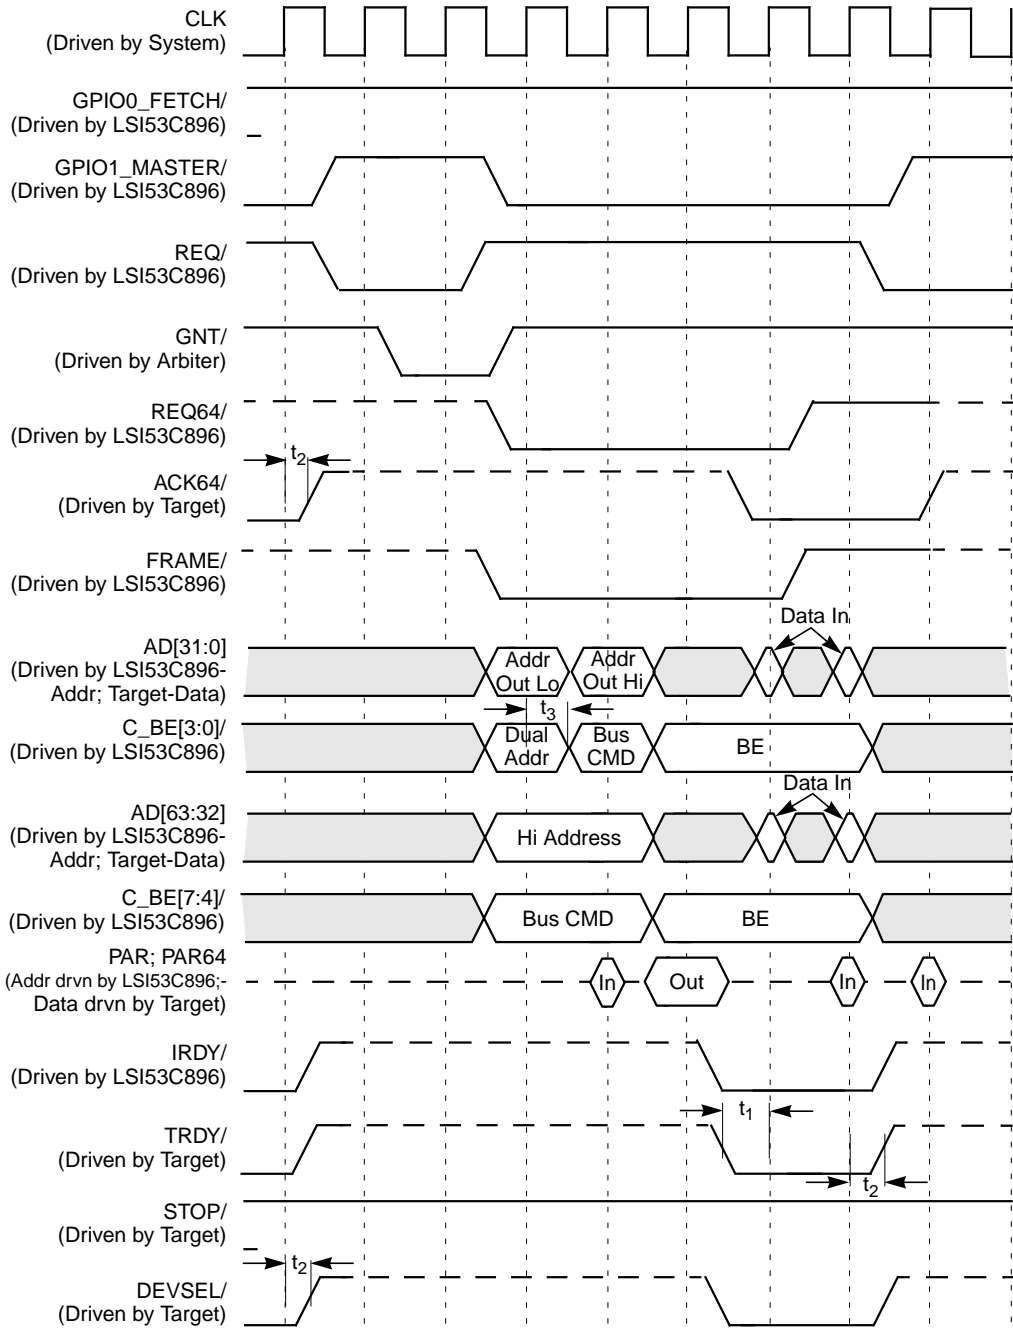 CLK
(Driven by System)
GPIO0_FETCH/
(Driven by LSI53C896)
GPIO1_MASTER/
(Driven by LSI53C896)
REQ/
(Driven by LSI53C896)
GNT/
(Driven by Arbiter)
REQ64/
(Driven by LSI53C896)
t2
ACK64/
(Driven by Target)
FRAME/
(Driven by LSI53C896)
Data In
AD[31:0]
(Driven by LSI53C896-
Addr; Target-Data)
Addr
Out Lo
Addr
Out Hi
t3
C_BE[3:0]/
(Driven by LSI53C896)
Dual
Addr
Bus
CMD
BE
Data In
AD[63:32]
(Driven by LSI53C896-
Addr; Target-Data)
Hi Address
C_BE[7:4]/
(Driven by LSI53C896)
Bus CMD
BE
PAR; PAR64
(Addr drvn by LSI53C896;-
Data drvn by Target)
In
Out
In
In
IRDY/
(Driven by LSI53C896)
t1
TRDY/
(Driven by Target)
t2
STOP/
(Driven by Target)
t2
DEVSEL/
(Driven by Target)